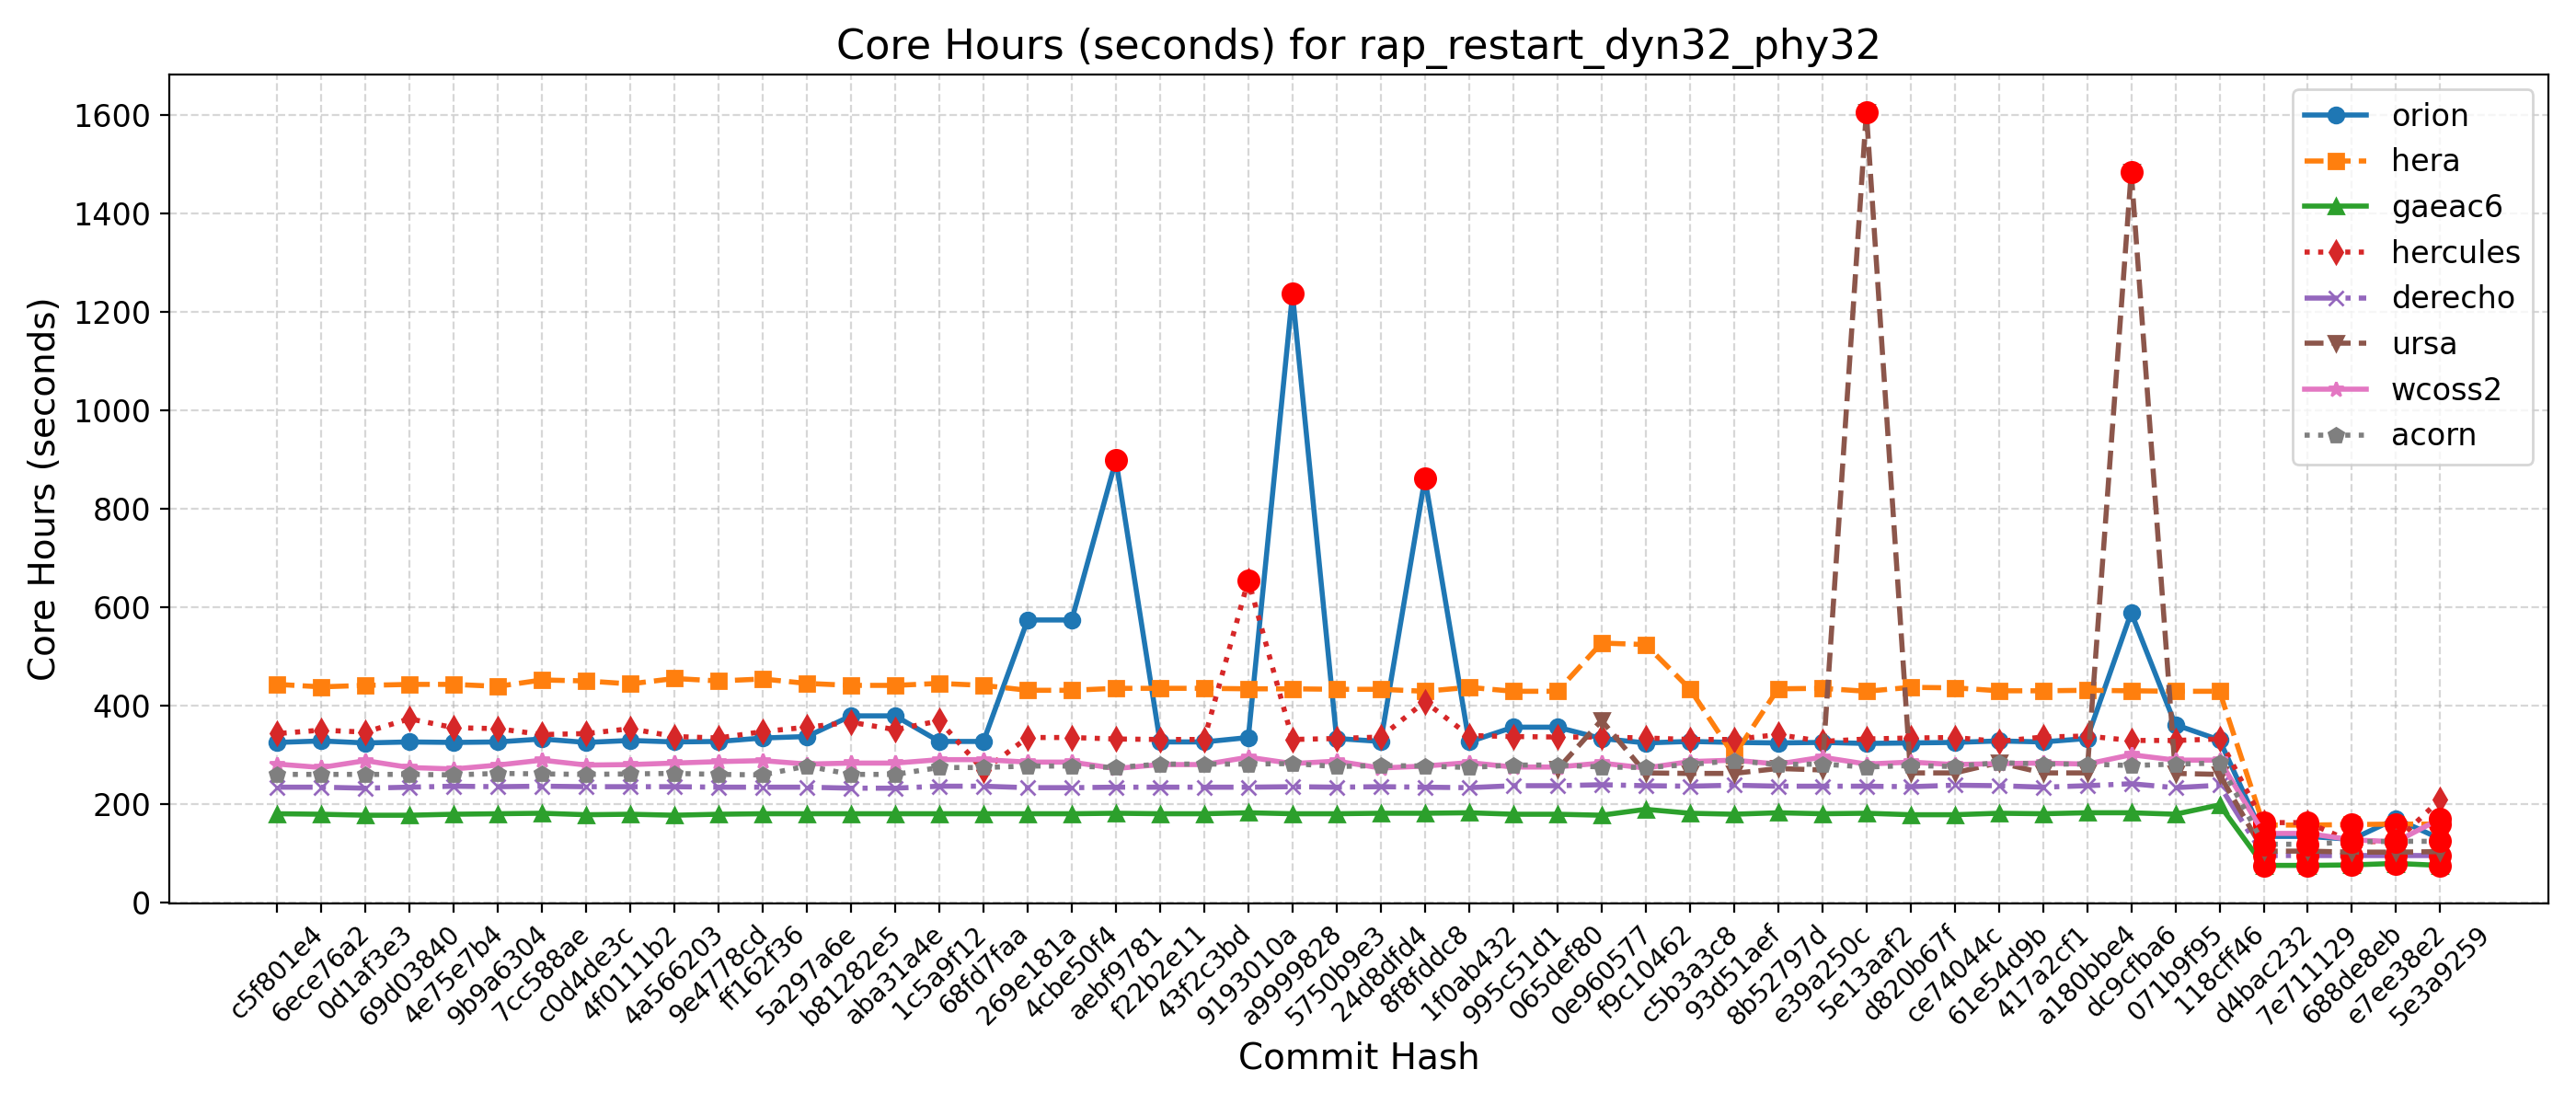 Core Hours (seconds) for rap_restart_dyn32_phy32
Core Hours (seconds)
1600
1400
1200
1000
800
600
400
200
0
orion
hera
gaeac6
hercules
derecho
ursa
wcoss2
acorn
c5f801e4
6ece76a2
0d1af3e3
69d03840
4e75e7b4
9b9a6304
7cc588ae
c0d4de3c
4f0111b2
4a566203
9e4778cd
ff162f36
5a297a6e
b81282e5
aba31a4e
1c5a9f12
68fd7faa
269e181a
4cbe50f4
aebf9781
f22b2e11
43f2c3bd
9193010a
a9999828
5750b9e3
24d8dfd4
8f8fddc8
1f0ab432
995c51d1
065def80
0e960577
f9c10462
c5b3a3c8
93d51aef
8b52797d
e39a250c
5e13aaf2
d820b67f
ce74044c
61e54d9b
417a2cf1
a180bbe4
dc9cfba6
071b9f95
118cff46
d4bac232
7e711129
688de8eb
e7ee38e2
5e3a9259
Commit Hash